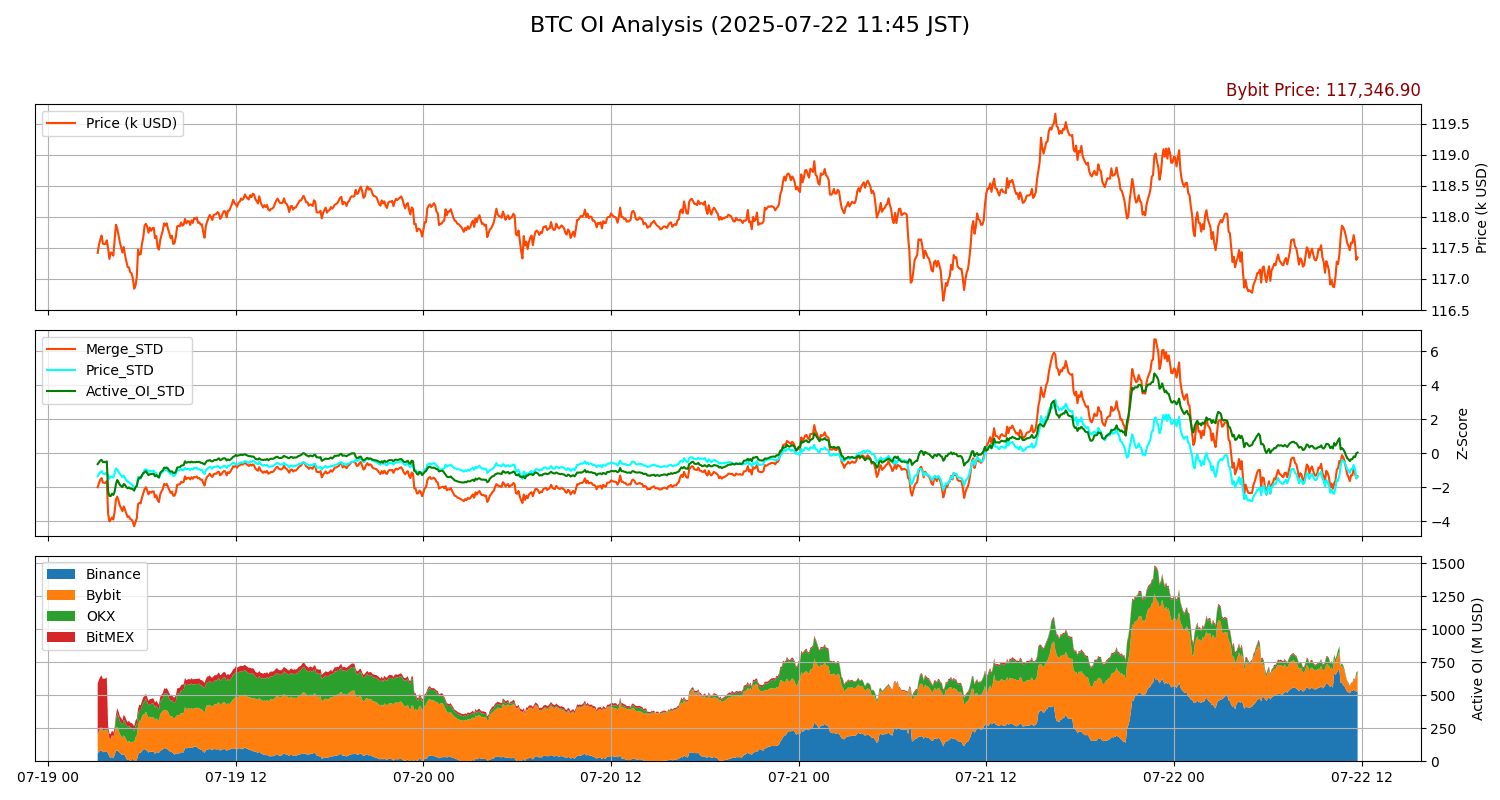 BTC OI Analysis (2025-07-22 11:45 JST)
Bybit Price: 117,346.90
Price (k USD)
119.5
119.0
118.5
118.0
117.5
117.0
116.5
Price (k USD)
Merge_STD
Price_STD
Active_OI_STD
6
4
2
0
−2
−4
Z-Score
Binance
Bybit
OKX
BitMEX
1500
1250
1000
750
500
250
0
Active OI (M USD)
07-19 00
07-19 12
07-20 00
07-20 12
07-21 00
07-21 12
07-22 00
07-22 12